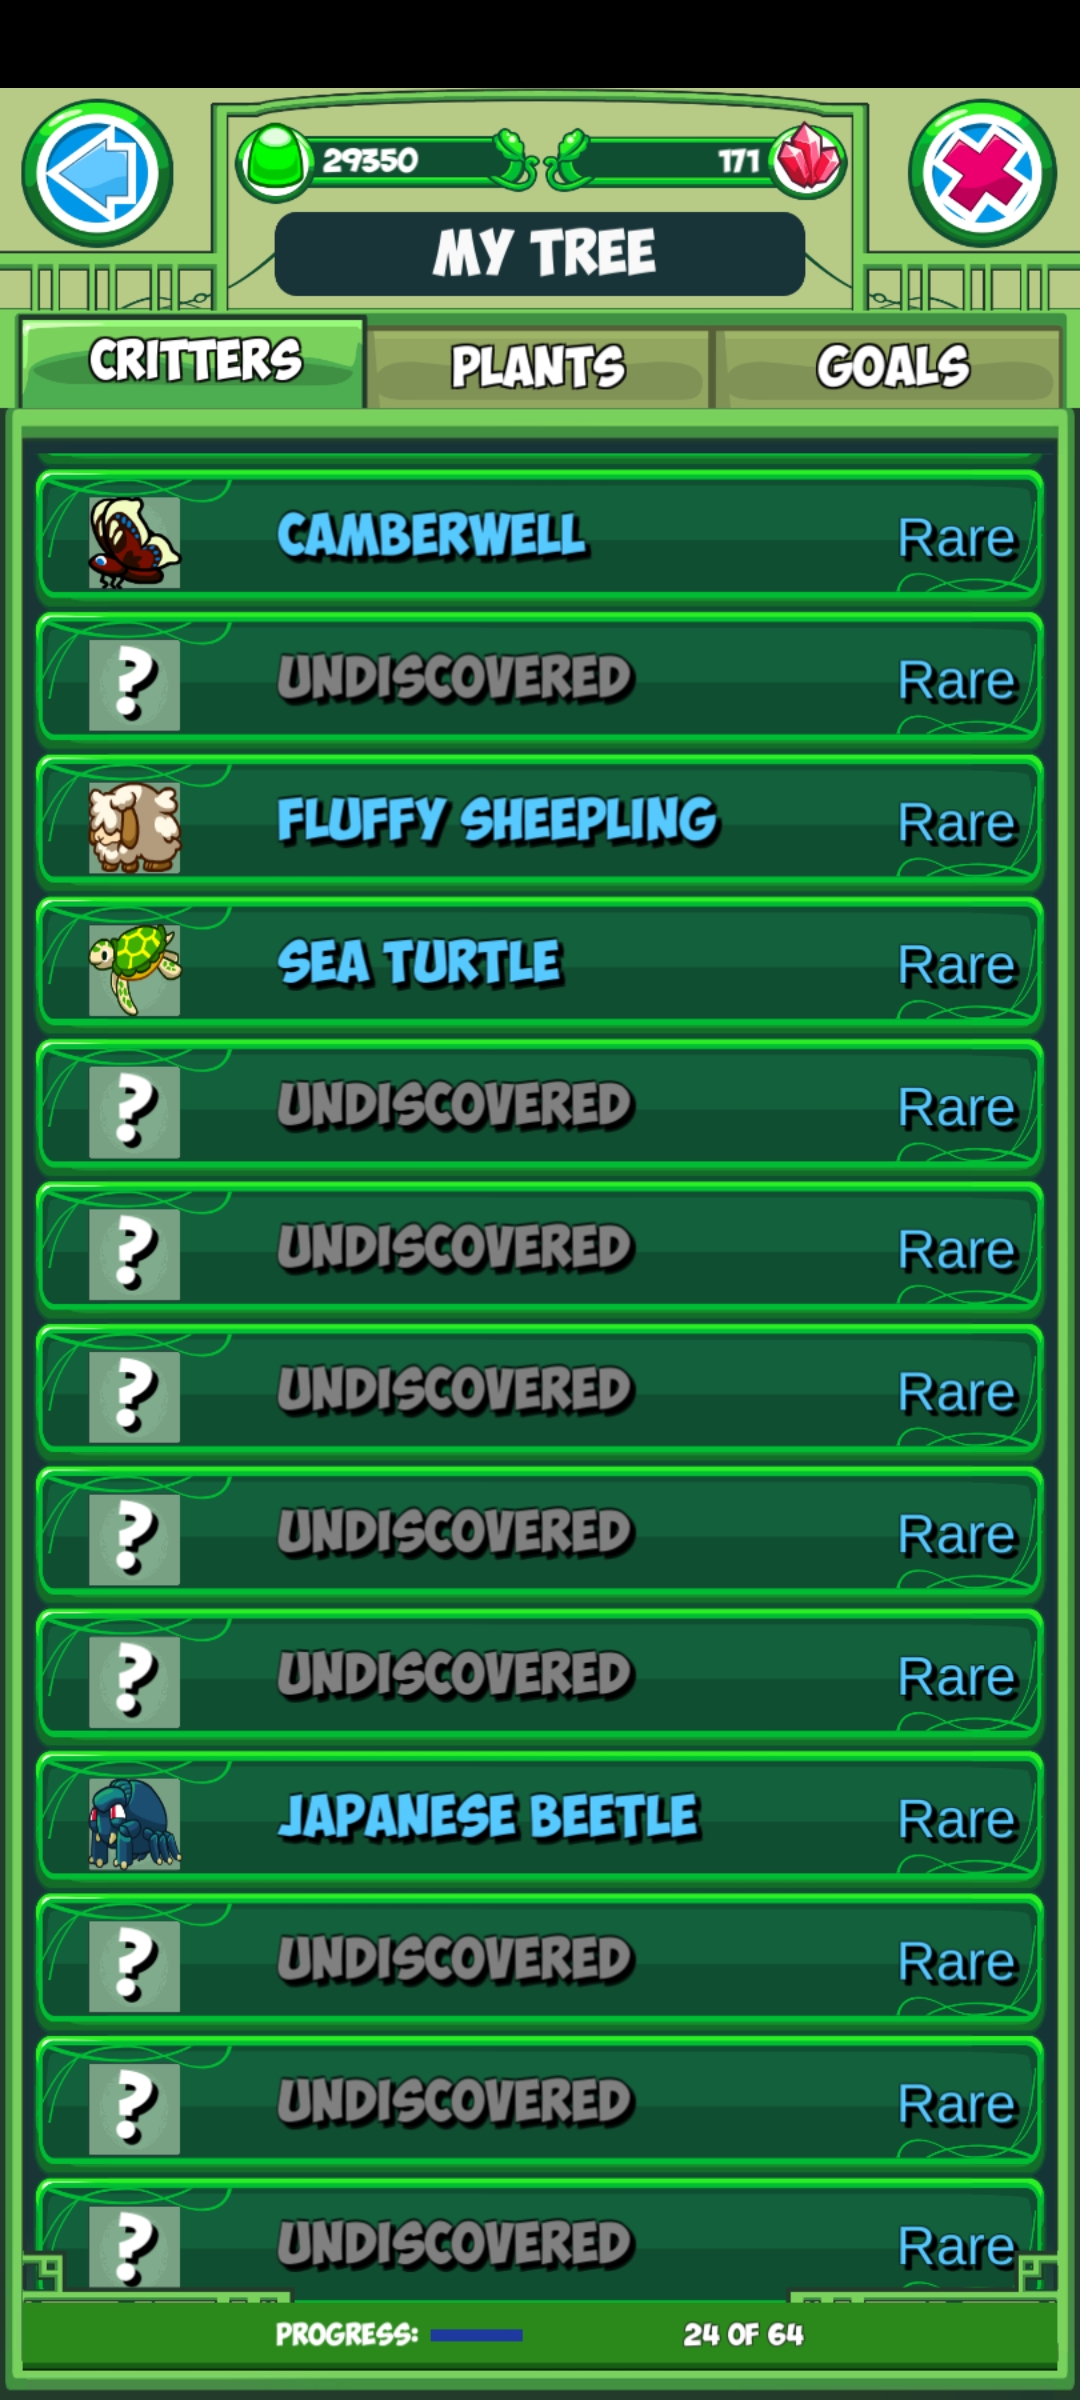 29350
171
MY TREE
CRITTERS
PLANTS
GOALS
CAMBERWELL
Rare
?
UNDISCOVERED
Rare
FLUFFY SHEEPLING
Rare
SEA TURTLE
Rare
?
UNDISCOVERED
Rare
?
UNDISCOVERED
Rare
?
UNDISCOVERED
Rare
?
UNDISCOVERED
Rare
?
UNDISCOVERED
Rare
JAPANESE BEETLE
Rare
?
UNDISCOVERED
Rare
?
UNDISCOVERED
Rare
?
UNDISCOVERED
Rare
PROGRESS:
24 OF 64